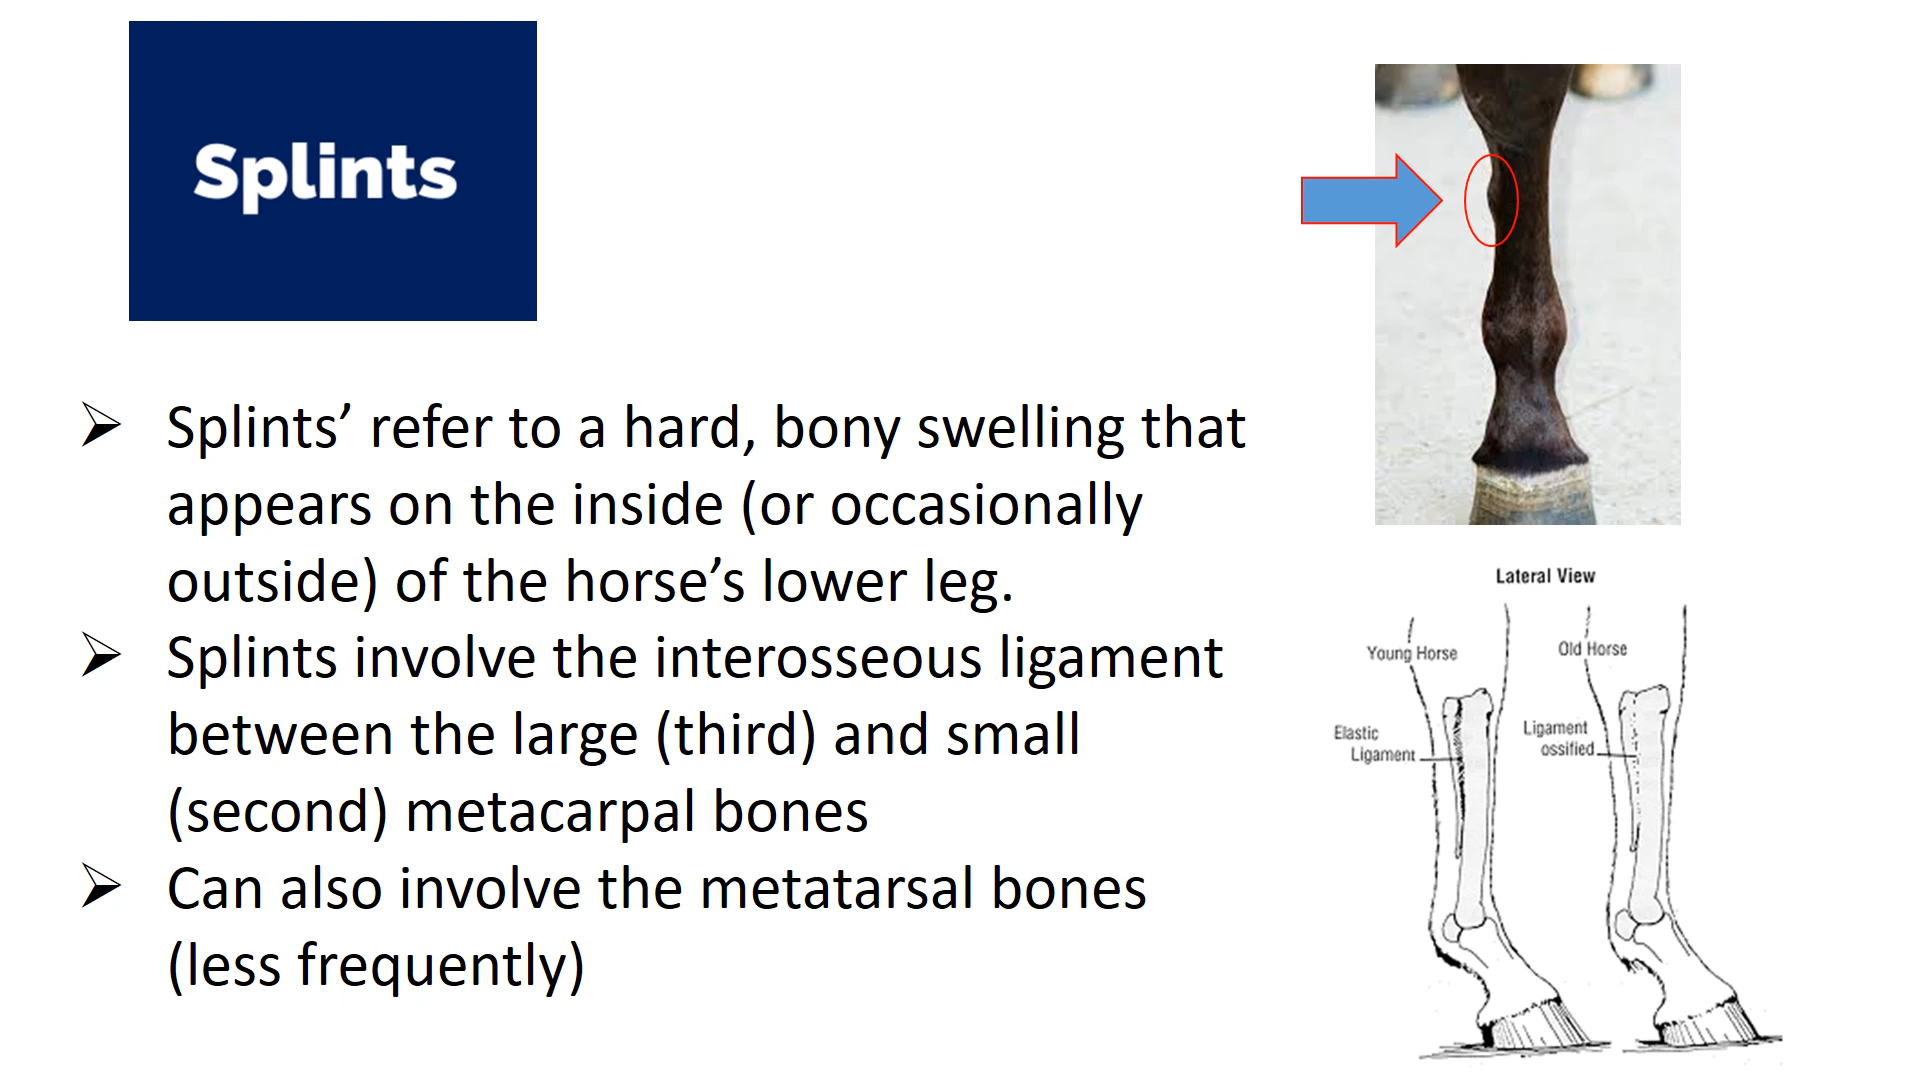 Splints
➢ Splints’ refer to a hard, bony swelling that
appears on the inside (or occasionally
outside) of the horse’s lower leg.
➢ Splints involve the interosseous ligament
between the large (third) and small
(second) metacarpal bones
➢ Can also involve the metatarsal bones
(less frequently)
Lateral View
Young Horse
Old Horse
Elastic
Ligament
Ligament
ossified